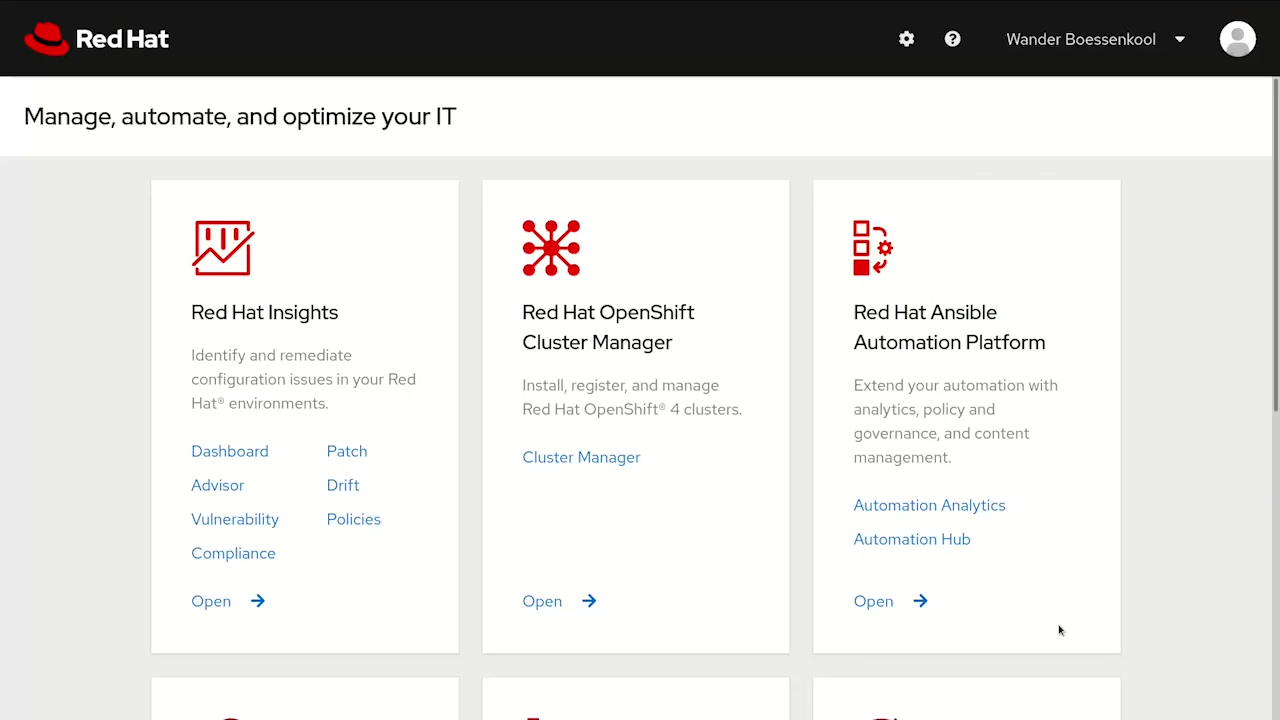 Red Hat
Wander Boessenkool
Manage, automate, and optimize your IT
Red Hat Insights
Identify and remediate
configuration issues in your Red
Hat® environments.
Dashboard
Patch
Advisor
Drift
Vulnerability
Policies
Compliance
Open
Red Hat OpenShift
Cluster Manager
Install, register, and manage
Red Hat OpenShift® 4 clusters.
Cluster Manager
Open
Red Hat Ansible
Automation Platform
Extend your automation with
analytics, policy and
governance, and content
management.
Automation Analytics
Automation Hub
Open